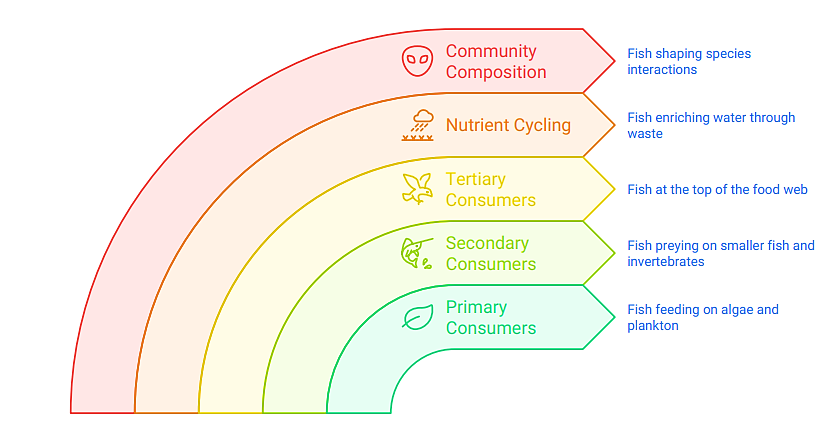 Community
Composition
Fish shaping species
interactions
Nutrient Cycling
Fish enriching water through
waste
Tertiary
Consumers
Fish at the top of the food web
Secondary
Consumers
Fish preying on smaller fish and
invertebrates
Primary
Consumers
Fish feeding on algae and
plankton